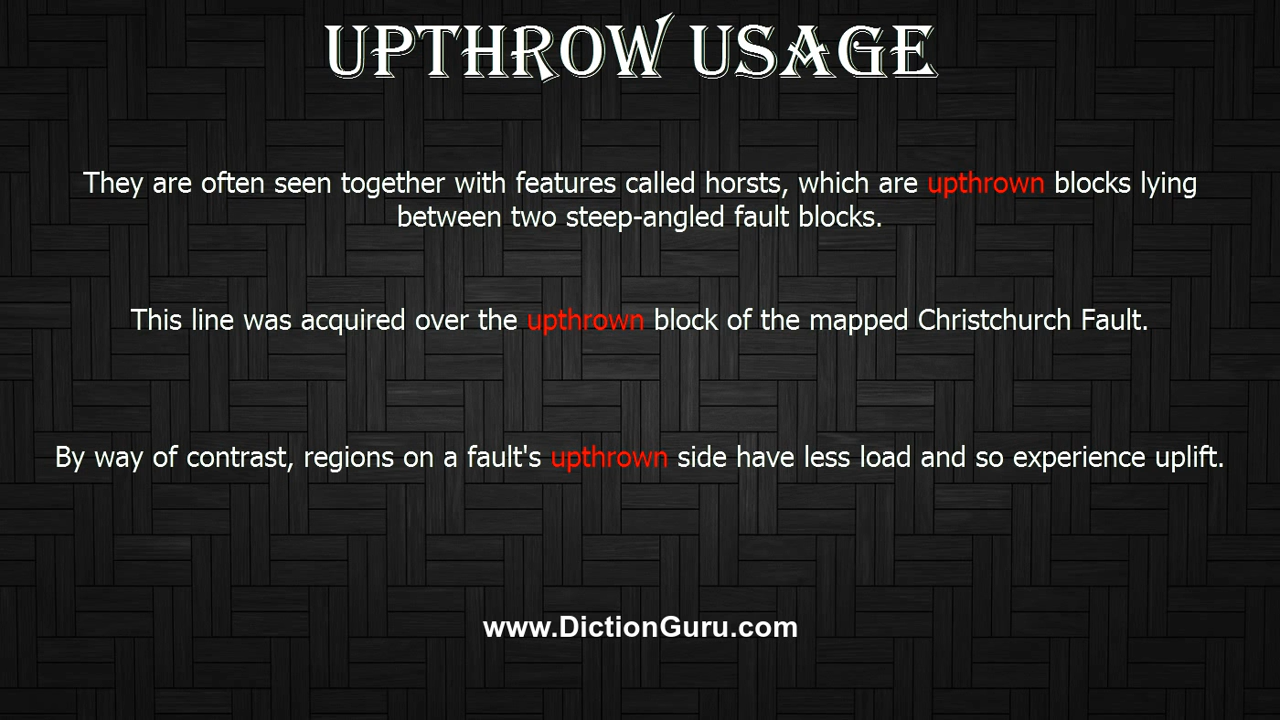 UPTHROW USAGE
They are often seen together with features called horsts, which are upthrown blocks lying
between two steep-angled fault blocks.
This line was acquired over the upthrown block of the mapped Christchurch Fault.
By way of contrast, regions on a fault's upthrown side have less load and so experience uplift.
www.DictionGuru.com